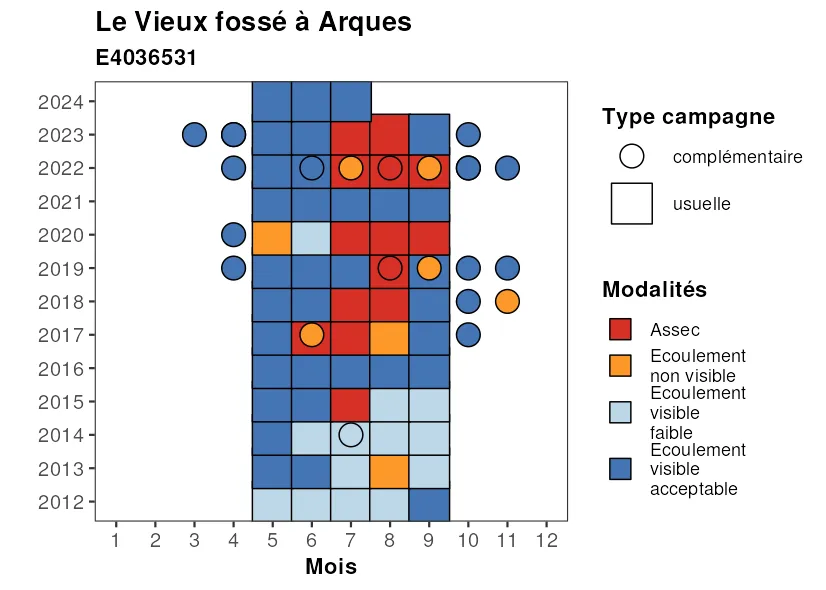 Le Vieux fossé à Arques
E4036531
2024
2023
2022
2021
2020
2019
2018
2017
2016
2015
2014
2013
2012
1 2 3 4 5 6 7 8 9 10 11 12
Mois
Type campagne
complémentaire
usuelle
Modalités
Assec
Ecoulement
non visible
Ecoulement
visible
faible
Ecoulement
visible
acceptable